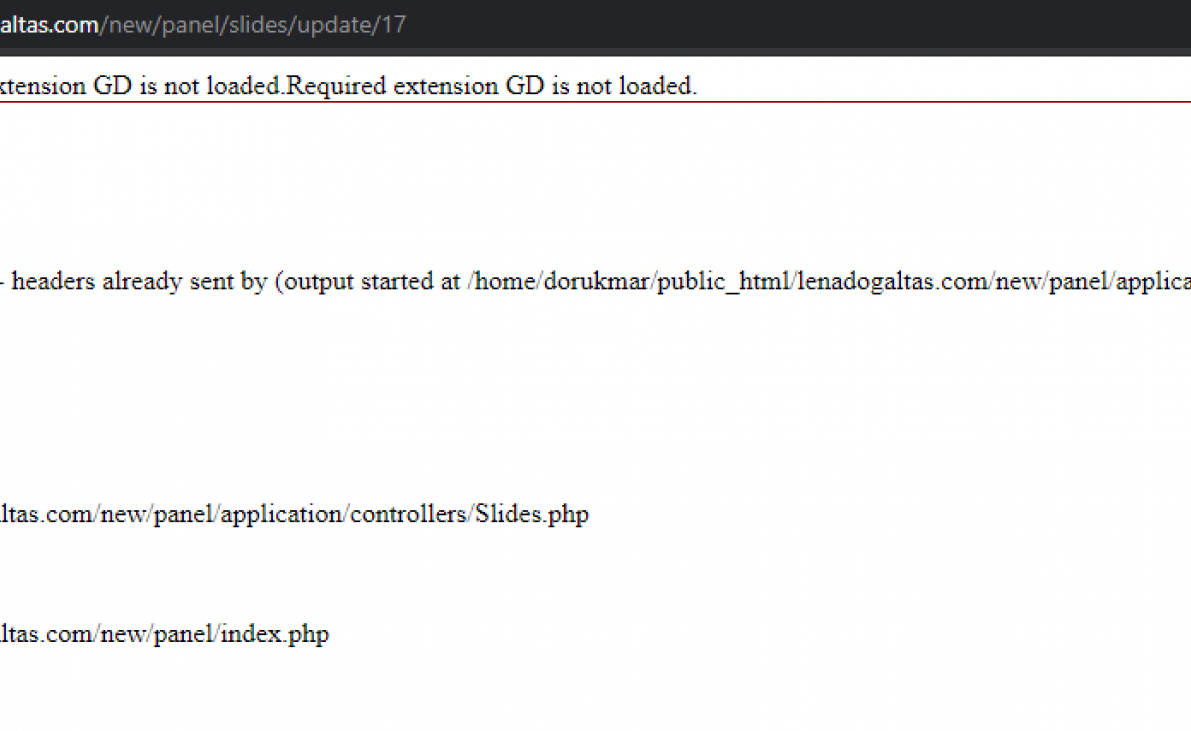 altas.com/new/panel/slides/update/17
xtension GD is not loaded.Required extension GD is not loaded.
- headers already sent by (output started at /home/dorukmar/public_html/lenadogaltas.com/new/panel/applica
ltas.com/new/panel/application/controllers/Slides.php
ltas.com/new/panel/index.php